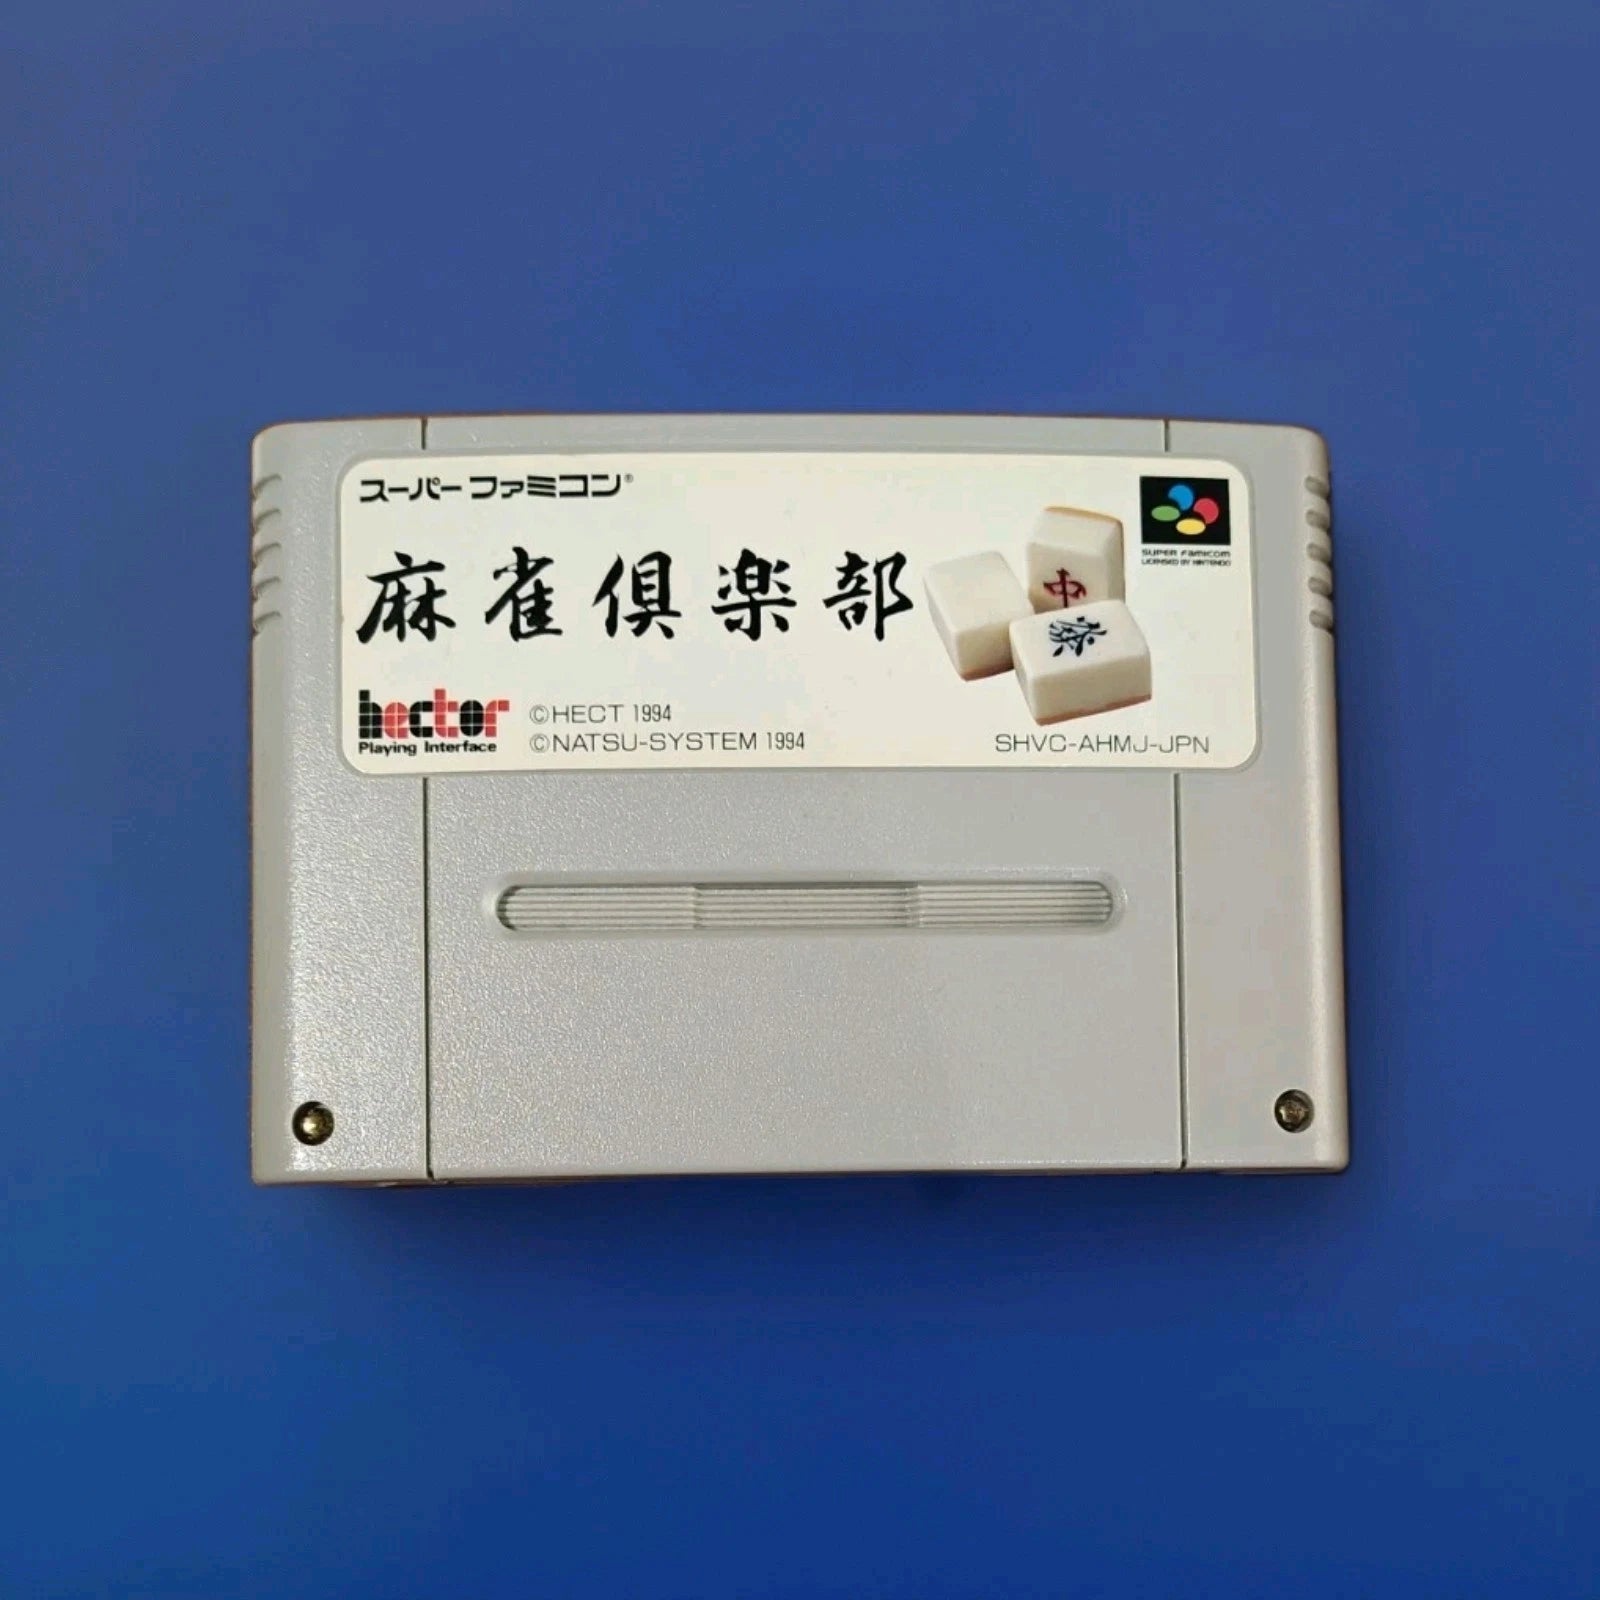 スーパーファミコン®
SUPER FAMICOM
LICENSED BY NINTENDO
麻雀倶楽部
中
發
hector
Playing Interface
©HECT 1994
©NATSU-SYSTEM 1994
SHVC-AHMJ-JPN